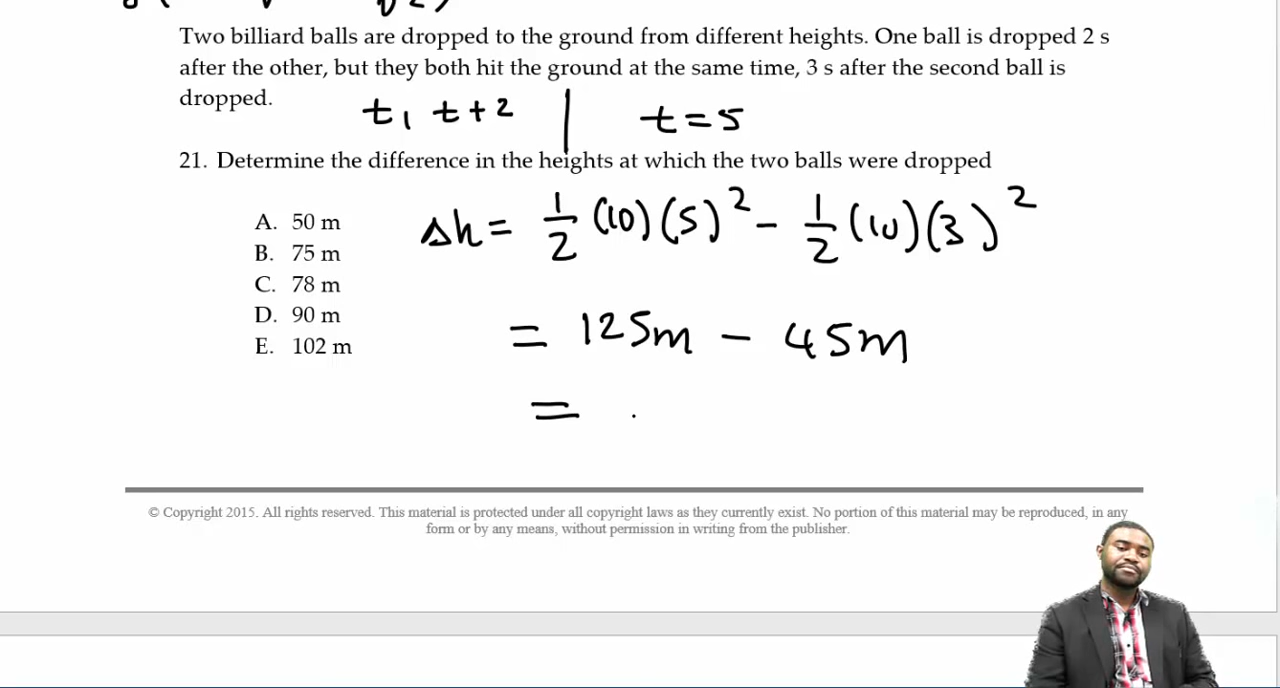 Two billiard balls are dropped to the ground from different heights. One ball is dropped 2 s
after the other, but they both hit the ground at the same time, 3 s after the second ball is
dropped.
t₁ t+2 | t=5
21. Determine the difference in the heights at which the two balls were dropped
A. 50 m
B. 75 m
C. 78 m
D. 90 m
E. 102 m
Δh = 1/2 (10)(5)² - 1/2 (10)(3)²
= 125m - 45m
=
© Copyright 2015. All rights reserved. This material is protected under all copyright laws as they currently exist. No portion of this material may be reproduced, in any
form or by any means, without permission in writing from the publisher.